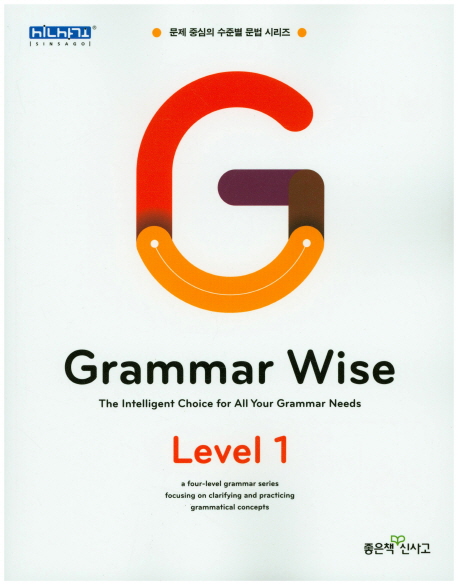 신사고®
[SINSAGO]
문제 중심의 수준별 문법 시리즈
G
Grammar Wise
The Intelligent Choice for All Your Grammar Needs
Level 1
a four-level grammar series
focusing on clarifying and practicing
grammatical concepts
좋은책 신사고